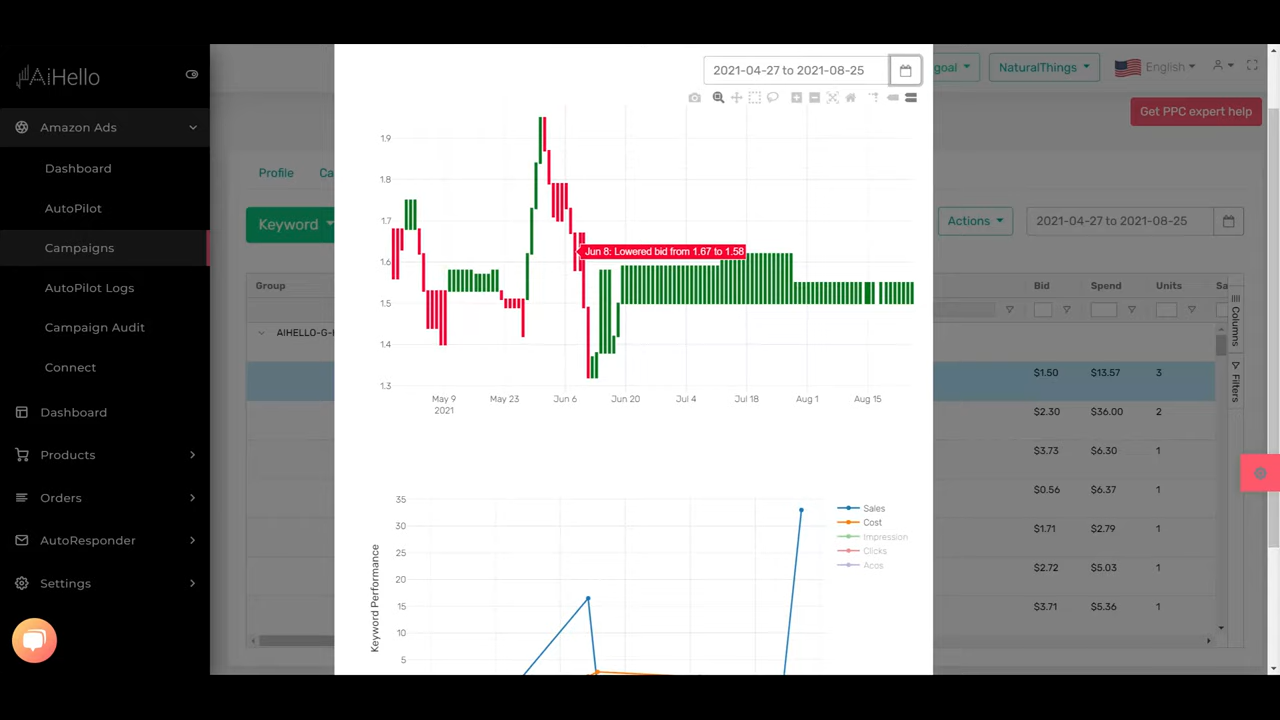 AiHello
Amazon Ads
Dashboard
AutoPilot
Campaigns
AutoPilot Logs
Campaign Audit
Connect
Dashboard
Products
Orders
AutoResponder
Settings
2021-04-27 to 2021-08-25
1.9
1.8
1.7
1.6
1.5
1.4
1.3
Jun 8: Lowered bid from 1.67 to 1.58
May 9
2021
May 23
Jun 6
Jun 20
Jul 4
Jul 18
Aug 1
Aug 15
Keyword Performance
35
30
25
20
15
10
5
Sales
Cost
Impression
Clicks
Acos
goal
NaturalThings
English
Get PPC expert help
Profile
Ca
Keyword
Actions
2021-04-27 to 2021-08-25
Group
Bid
Spend
Units
Sa
AIHELLO-G-
$1.50 $13.57 3
$2.30 $36.00 2
$3.73 $6.30 1
$0.56 $6.37 1
$1.71 $2.79 1
$2.72 $5.03 1
$3.71 $5.36 1
Columns
Filters